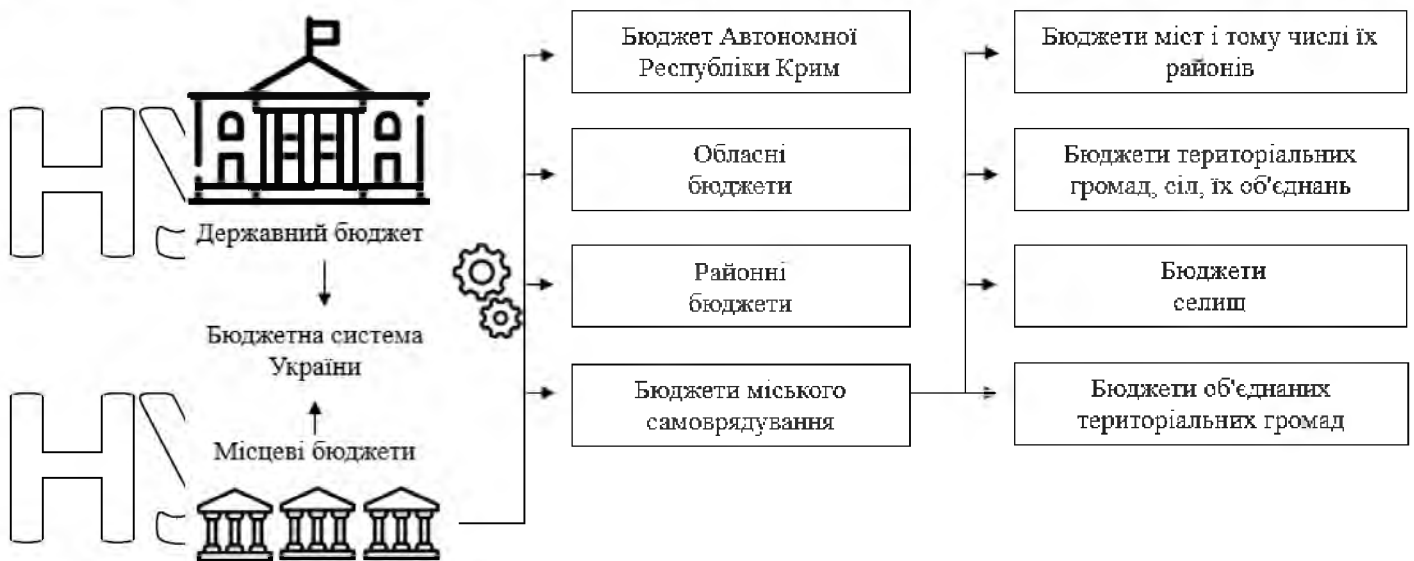 Державний бюджет
Бюджетна система
України
Місцеві бюджети
Бюджет Автономної
Республіки Крим
Обласні
бюджети
Районні
бюджети
Бюджети міського
самоврядування
Бюджети міст і тому числі їх
районів
Бюджети територіальних
громад, сіл, їх об'єднань
Бюджети
селищ
Бюджети об'єднаних
територіальних громад